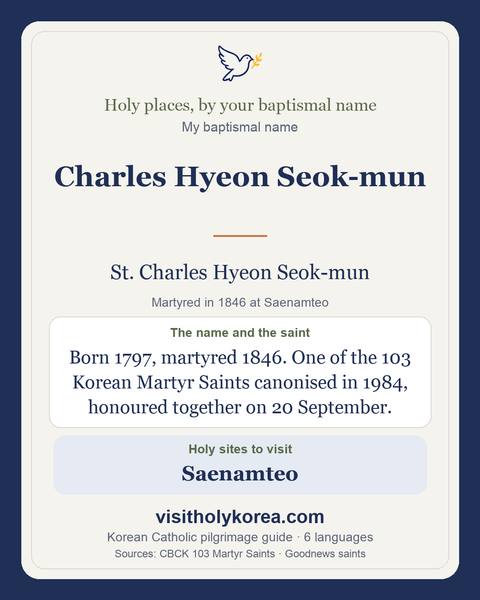 Holy places, by your baptismal name
My baptismal name
Charles Hyeon Seok-mun
St. Charles Hyeon Seok-mun
Martyred in 1846 at Saenamteo
The name and the saint
Born 1797, martyred 1846. One of the 103
Korean Martyr Saints canonised in 1984,
honoured together on 20 September.
Holy sites to visit
Saenamteo
visitholykorea.com
Korean Catholic pilgrimage guide · 6 languages
Sources: CBCK 103 Martyr Saints · Goodnews saints